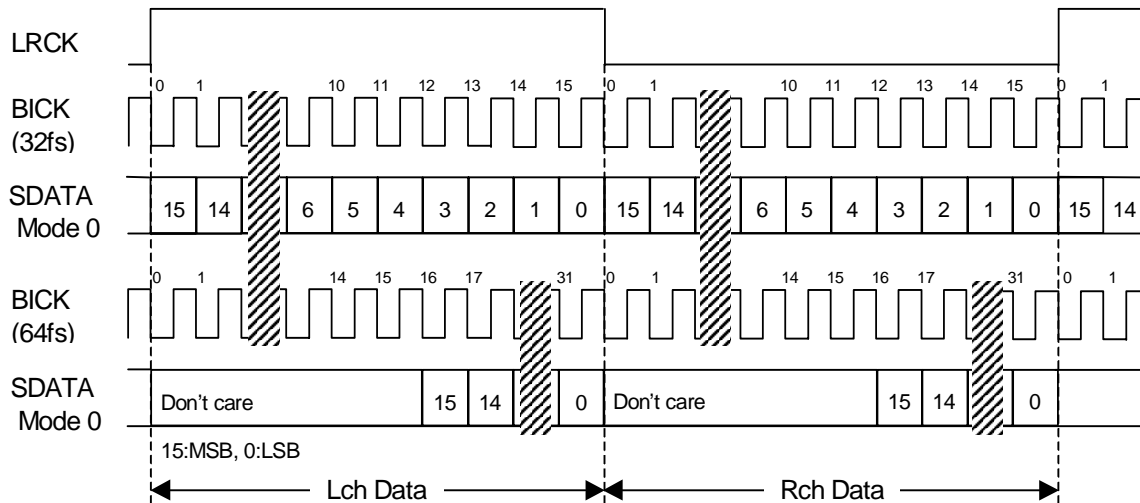 LRCK
0 1 10 11 12 13 14 15 0 1 10 11 12 13 14 15 0 1
BICK
(32fs)
SDATA
Mode 0
15 14 6 5 4 3 2 1 0 15 14 6 5 4 3 2 1 0 15 14
0 1 14 15 16 17 31 0 1 14 15 16 17 31 0 1
BICK
(64fs)
SDATA
Mode 0
Don't care 15 14 0 Don't care 15 14 0
15:MSB, 0:LSB
Lch Data Rch Data